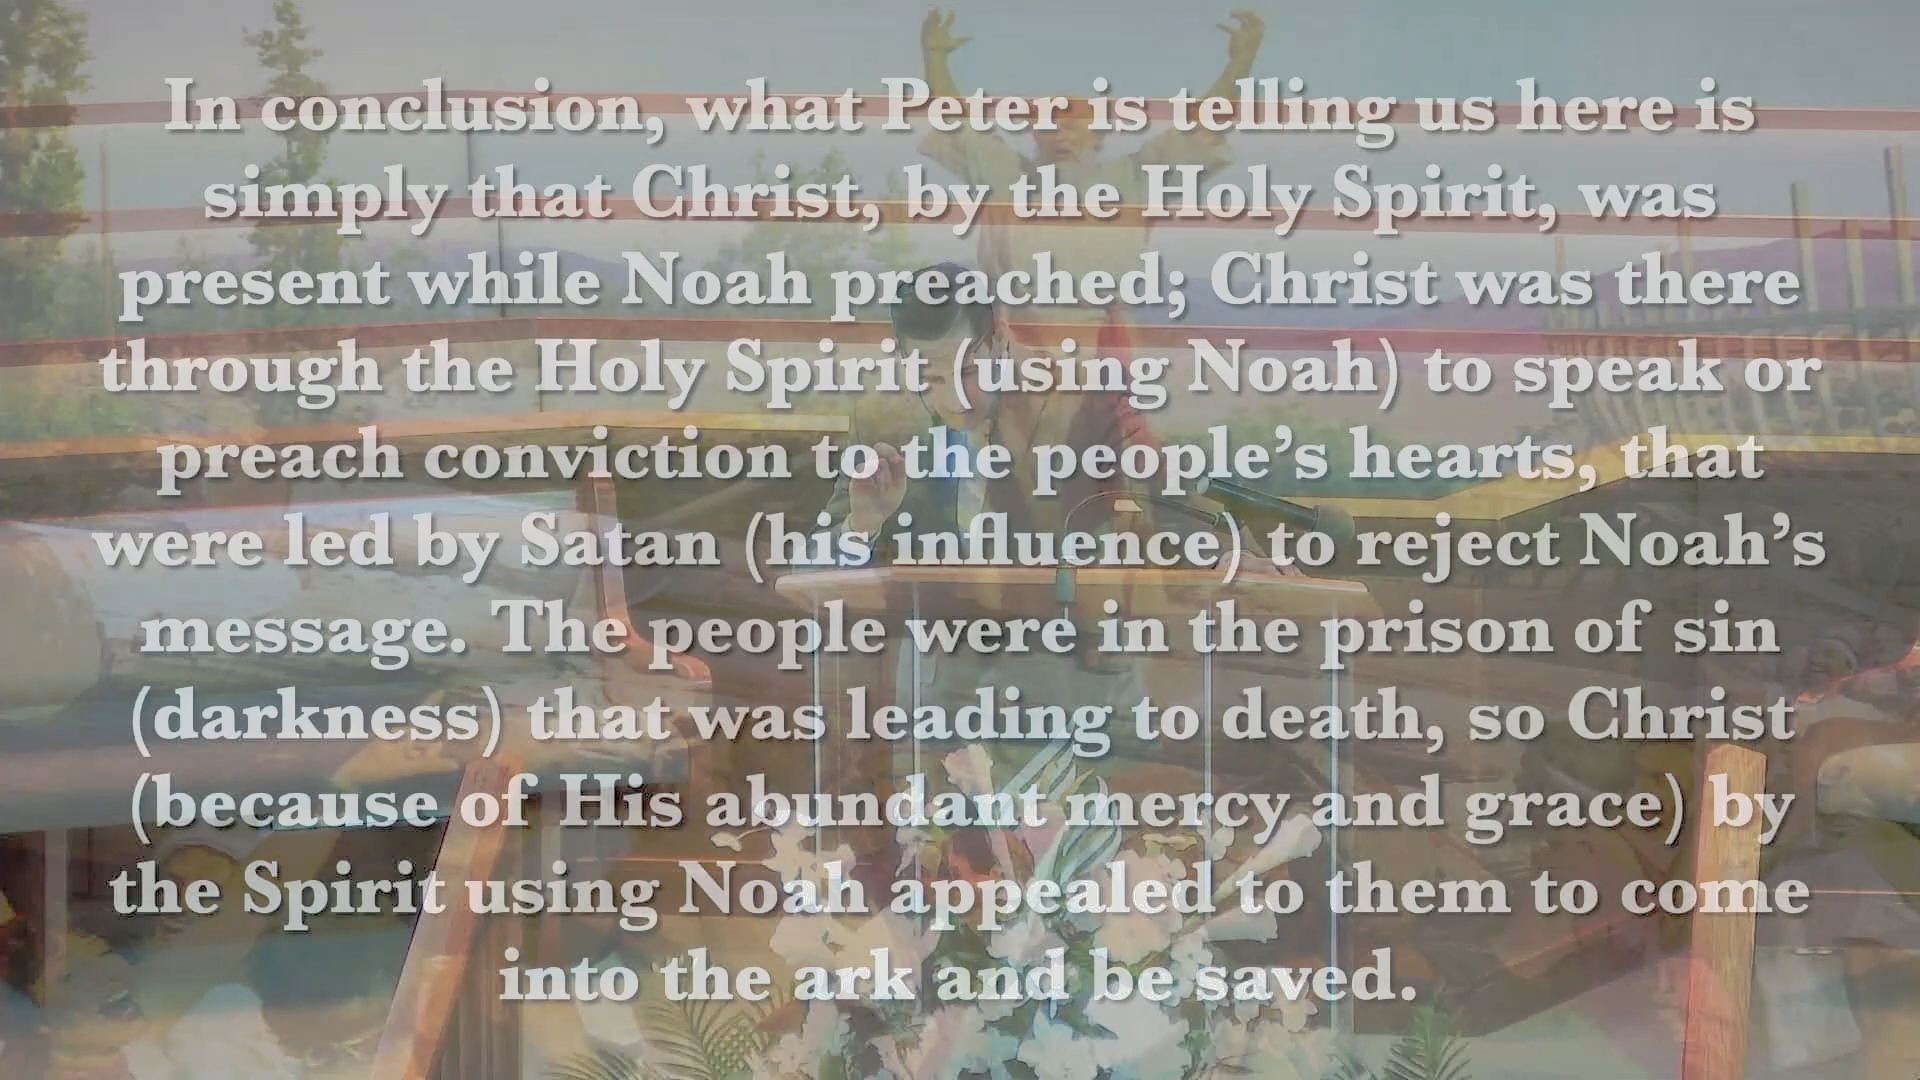 In conclusion, what Peter is telling us here is
simply that Christ, by the Holy Spirit, was
present while Noah preached; Christ was there
through the Holy Spirit (using Noah) to speak or
preach conviction to the people’s hearts, that
were led by Satan (his influence) to reject Noah’s
message. The people were in the prison of sin
(darkness) that was leading to death, so Christ
(because of His abundant mercy and grace) by
the Spirit using Noah appealed to them to come
into the ark and be saved.